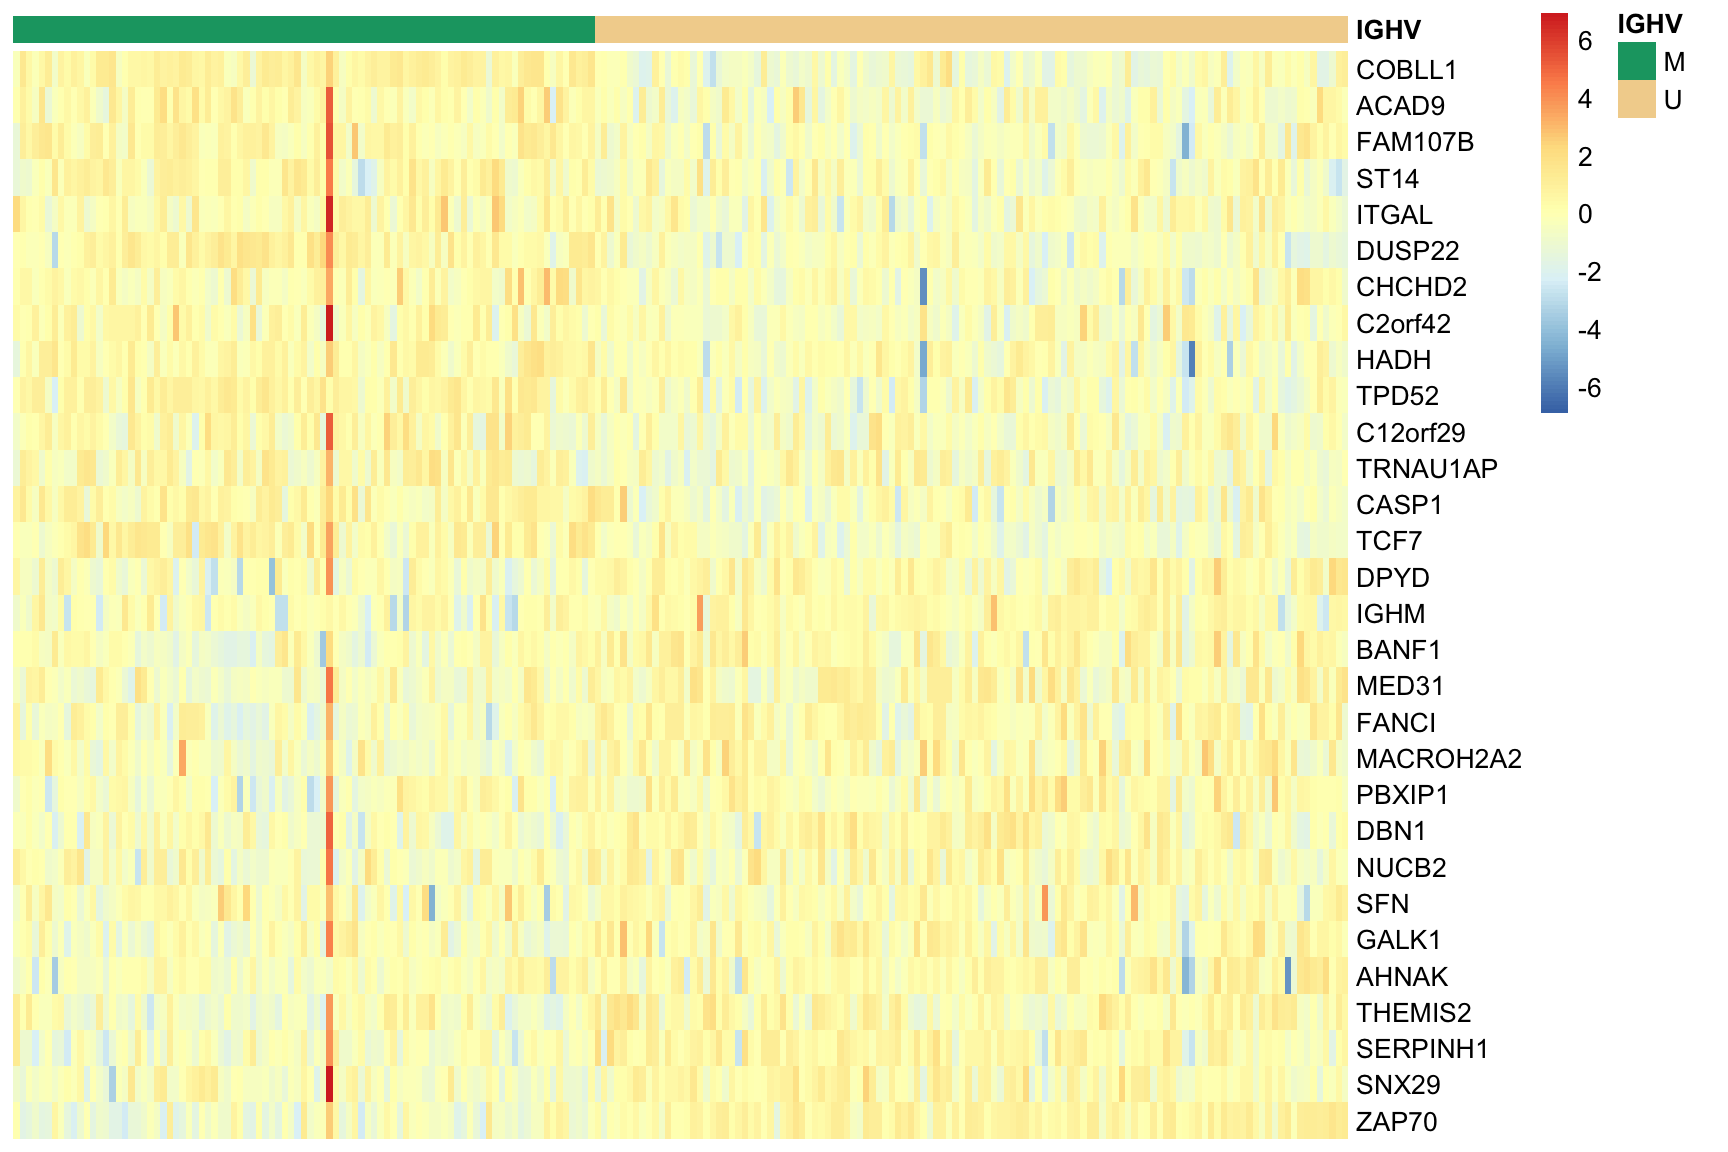 IGHV
COBLL1
ACAD9
FAM107B
ST14
ITGAL
DUSP22
CHCHD2
C2orf42
HADH
TPD52
C12orf29
TRNAU1AP
CASP1
TCF7
DPYD
IGHM
BANF1
MED31
FANCI
MACROH2A2
PBXIP1
DBN1
NUCB2
SFN
GALK1
AHNAK
THEMIS2
SERPINH1
SNX29
ZAP70
6
4
2
0
-2
-4
-6
IGHV
M
U